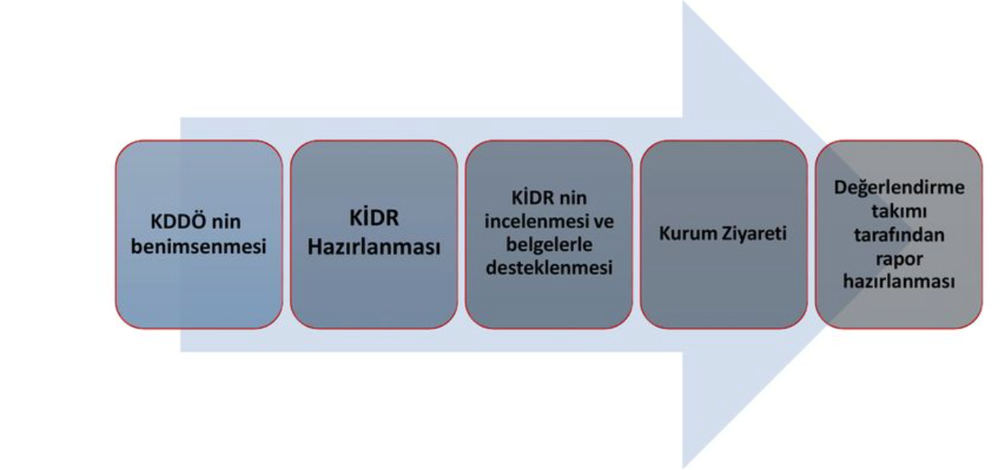 KDDÖ nin
benimsenmesi
KİDR
Hazırlanması
KİDR nin
incelenmesi ve
belgelerle
desteklenmesi
Kurum Ziyareti
Değerlendirme
takımı
tarafından
rapor
hazırlanması